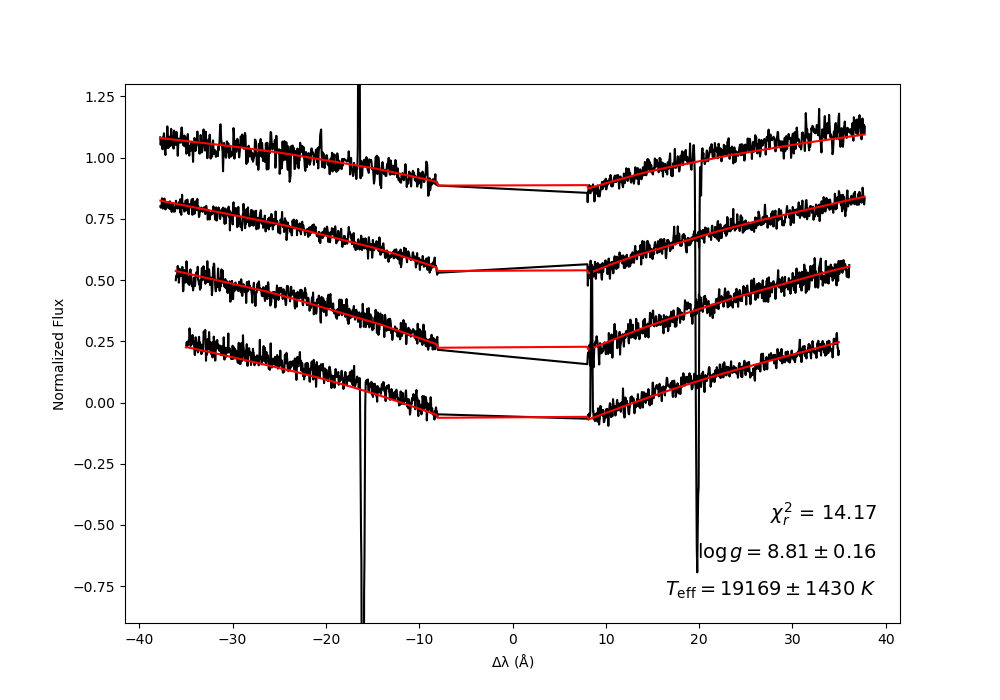 1.25
1.00
0.75
0.50
0.25
0.00
−0.25
−0.50
−0.75
Normalized Flux
χ²ᵣ = 14.17
log g = 8.81 ± 0.16
T_eff = 19169 ± 1430 K
−40 −30 −20 −10 0 10 20 30 40
Δλ (Å)